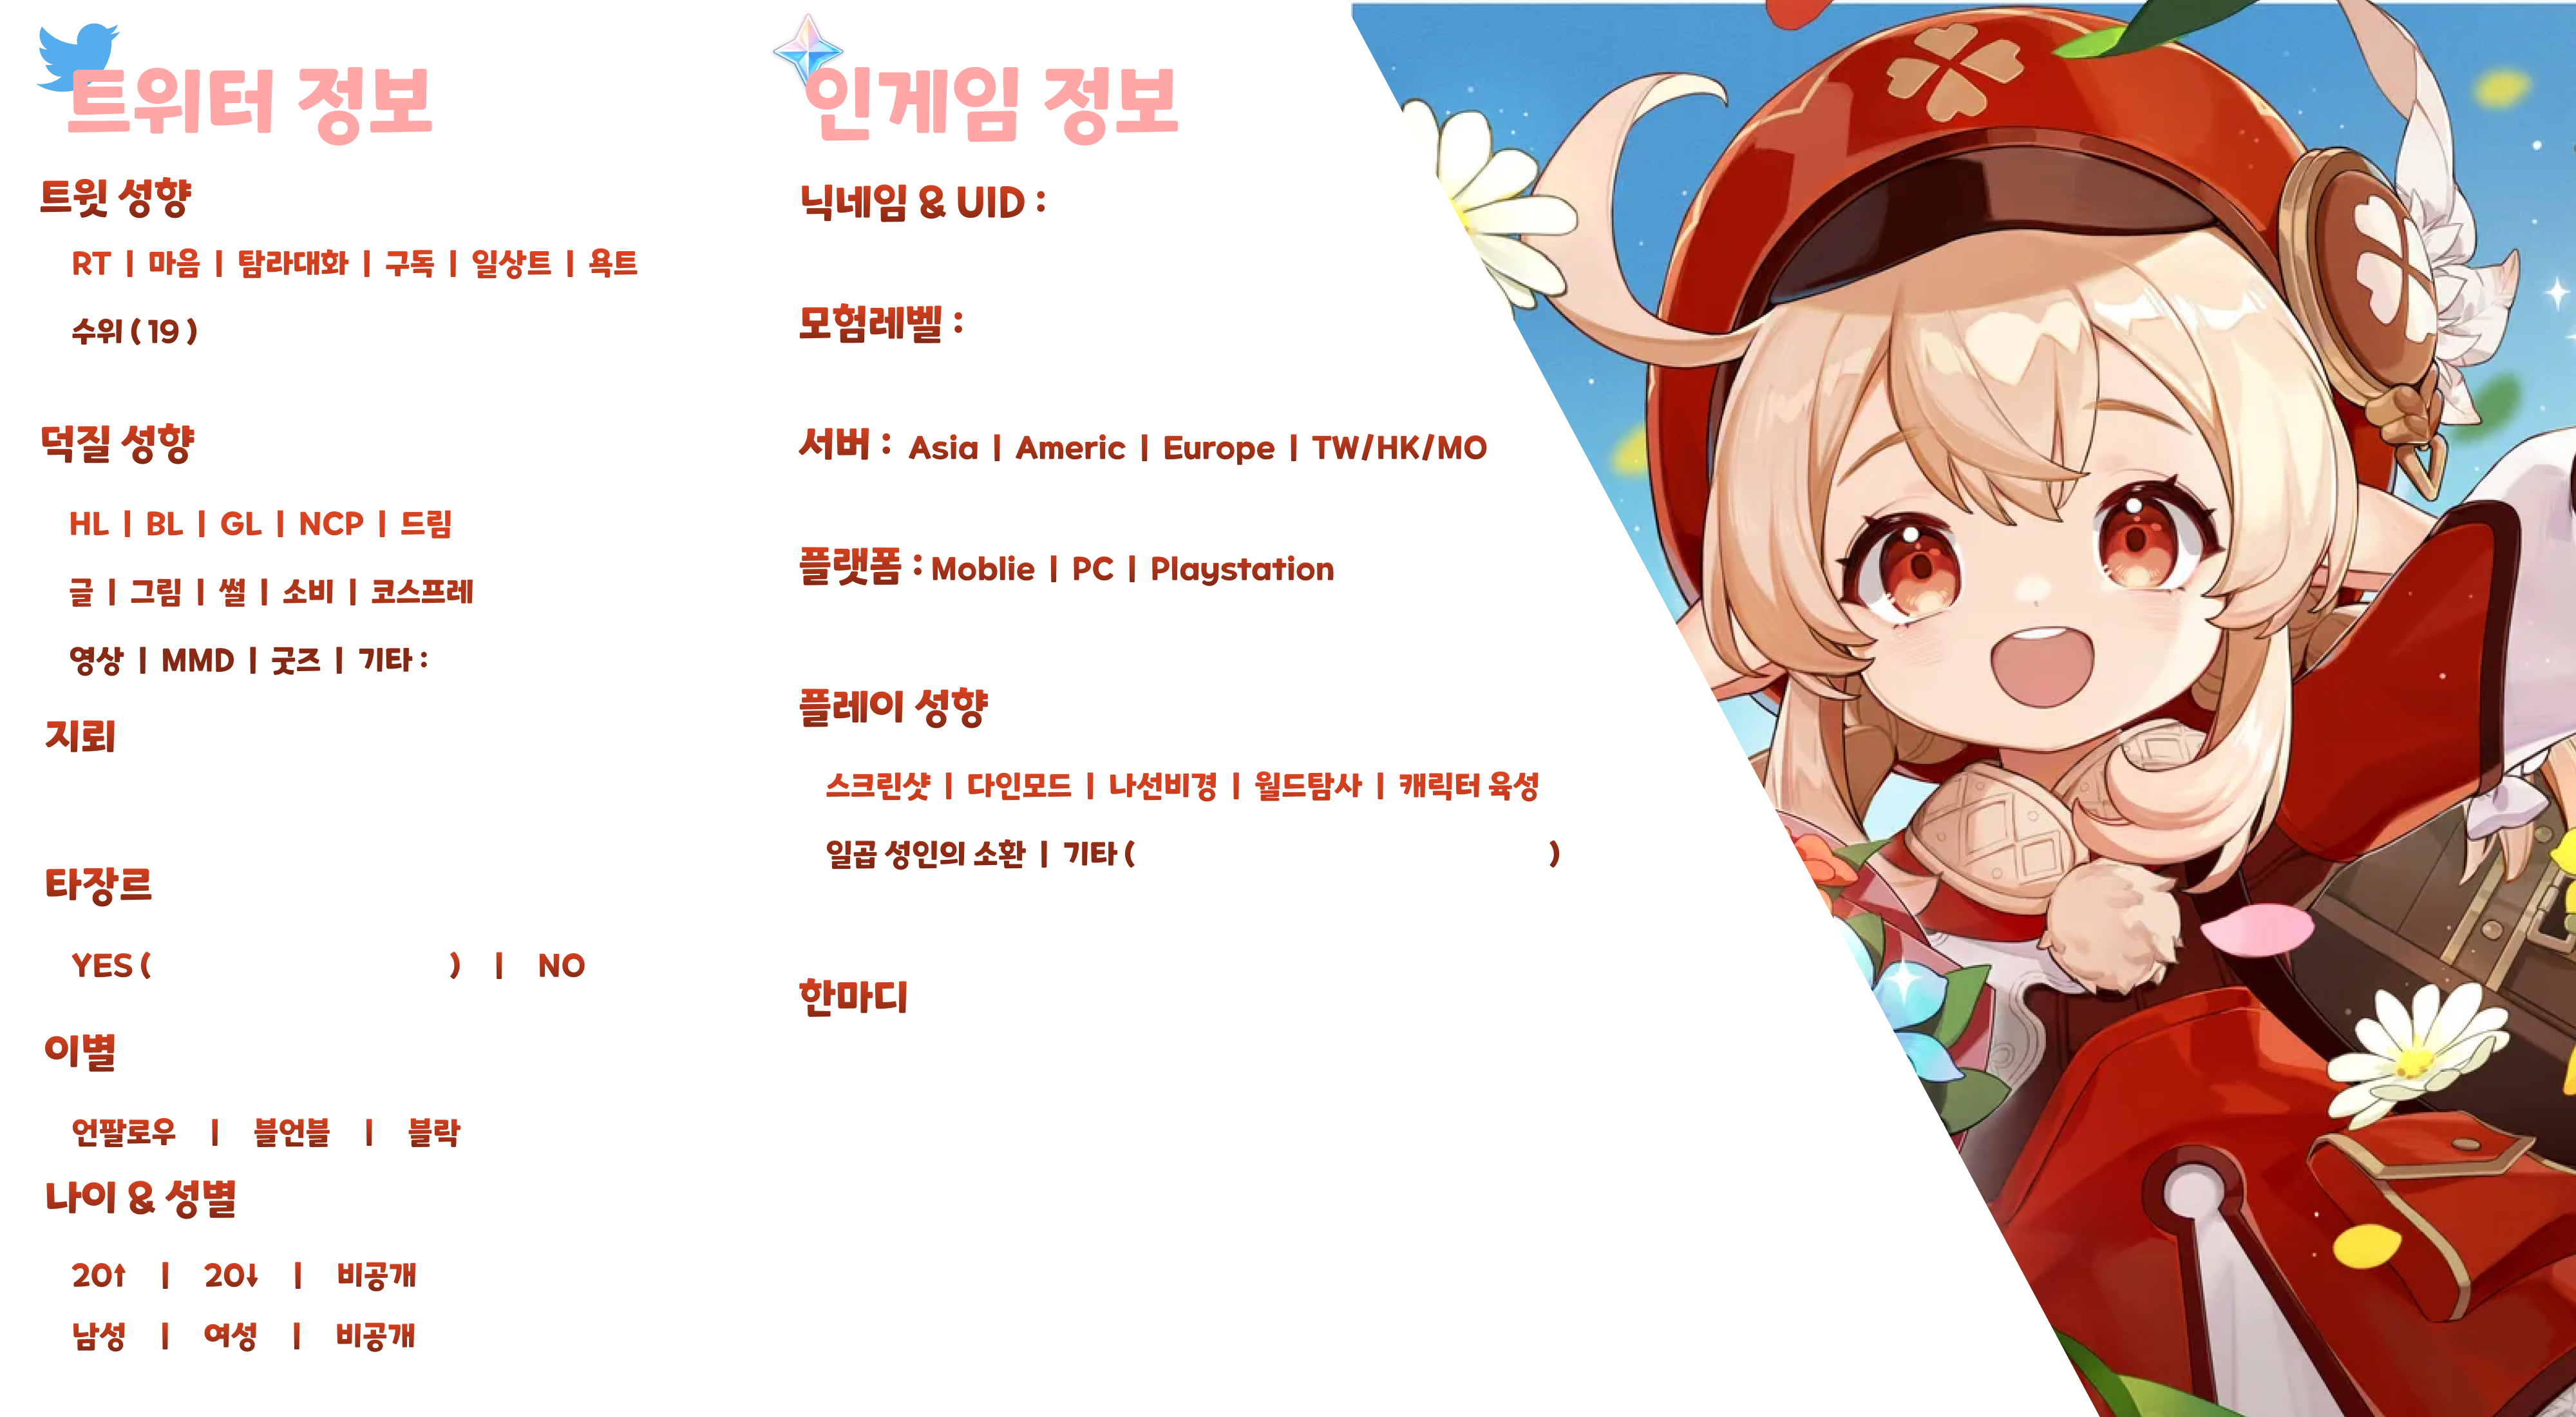 트위터 정보
트윗 성향
RT | 마음 | 탐라대화 | 구독 | 일상트 | 욕트
수위 ( 19 )
덕질 성향
HL | BL | GL | NCP | 드림
글 | 그림 | 썰 | 소비 | 코스프레
영상 | MMD | 굿즈 | 기타 :
지뢰
타장르
YES ( ) | NO
이별
언팔로우 | 블언블 | 블락
나이 & 성별
20↑ | 20↓ | 비공개
남성 | 여성 | 비공개
인게임 정보
닉네임 & UID :
모험레벨 :
서버 : Asia | Americ | Europe | TW/HK/MO
플랫폼 : Moblie | PC | Playstation
플레이 성향
스크린샷 | 다인모드 | 나선비경 | 월드탐사 | 캐릭터 육성
일곱 성인의 소환 | 기타 ( )
한마디